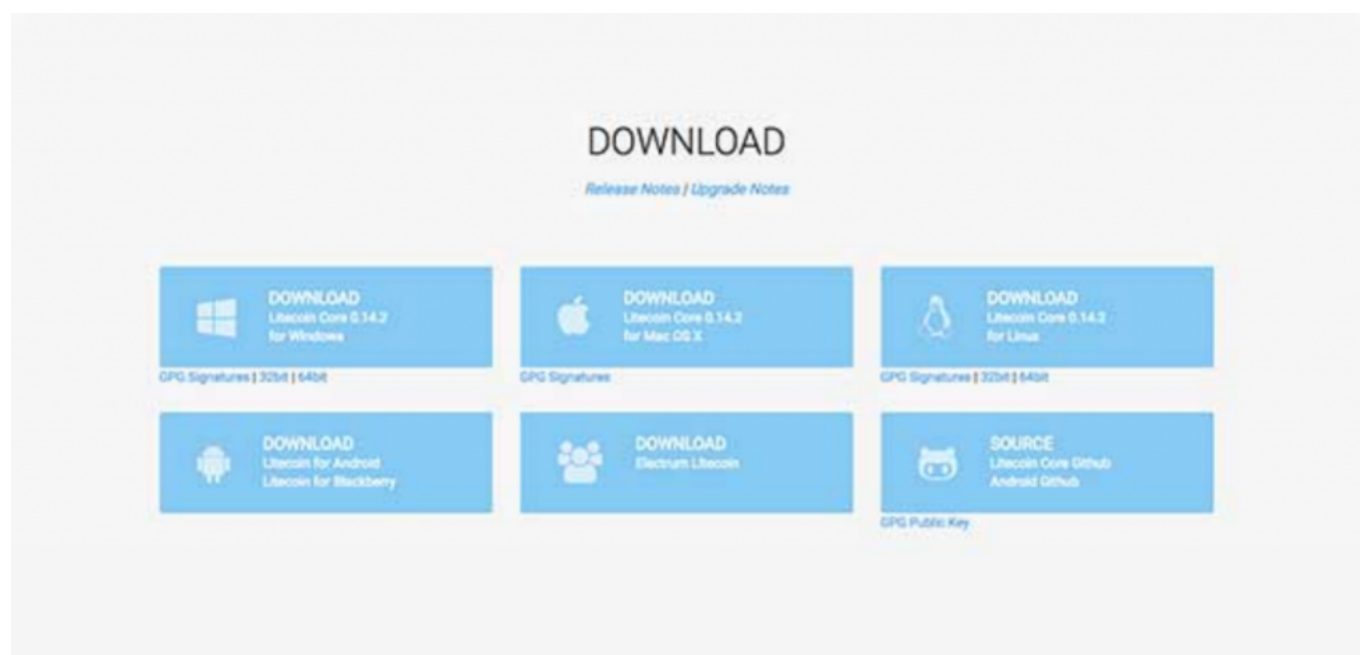 DOWNLOAD
Release Notes | Upgrade Notes
DOWNLOAD
Litecoin Core 0.14.2
for Windows
GPG Signatures | 32bit | 64bit
DOWNLOAD
Litecoin Core 0.14.2
for Mac OS X
GPG Signatures
DOWNLOAD
Litecoin Core 0.14.2
for Linux
GPG Signatures | 32bit | 64bit
DOWNLOAD
Litecoin for Android
Litecoin for Blackberry
DOWNLOAD
Electrum Litecoin
SOURCE
Litecoin Core Github
Android Github
GPG Public Key